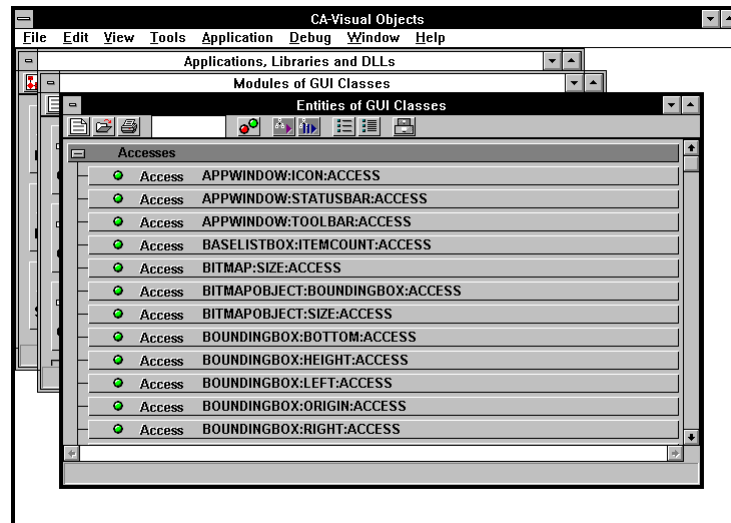 CA-Visual Objects
File Edit View Tools Application Debug Window Help
Applications, Libraries and DLLs
Modules of GUI Classes
Entities of GUI Classes
Accesses
Access APPWINDOW:ICON:ACCESS
Access APPWINDOW:STATUSBAR:ACCESS
Access APPWINDOW:TOOLBAR:ACCESS
Access BASELISTBOX:ITEMCOUNT:ACCESS
Access BITMAP:SIZE:ACCESS
Access BITMAPOBJECT:BOUNDINGBOX:ACCESS
Access BITMAPOBJECT:SIZE:ACCESS
Access BOUNDINGBOX:BOTTOM:ACCESS
Access BOUNDINGBOX:HEIGHT:ACCESS
Access BOUNDINGBOX:LEFT:ACCESS
Access BOUNDINGBOX:ORIGIN:ACCESS
Access BOUNDINGBOX:RIGHT:ACCESS